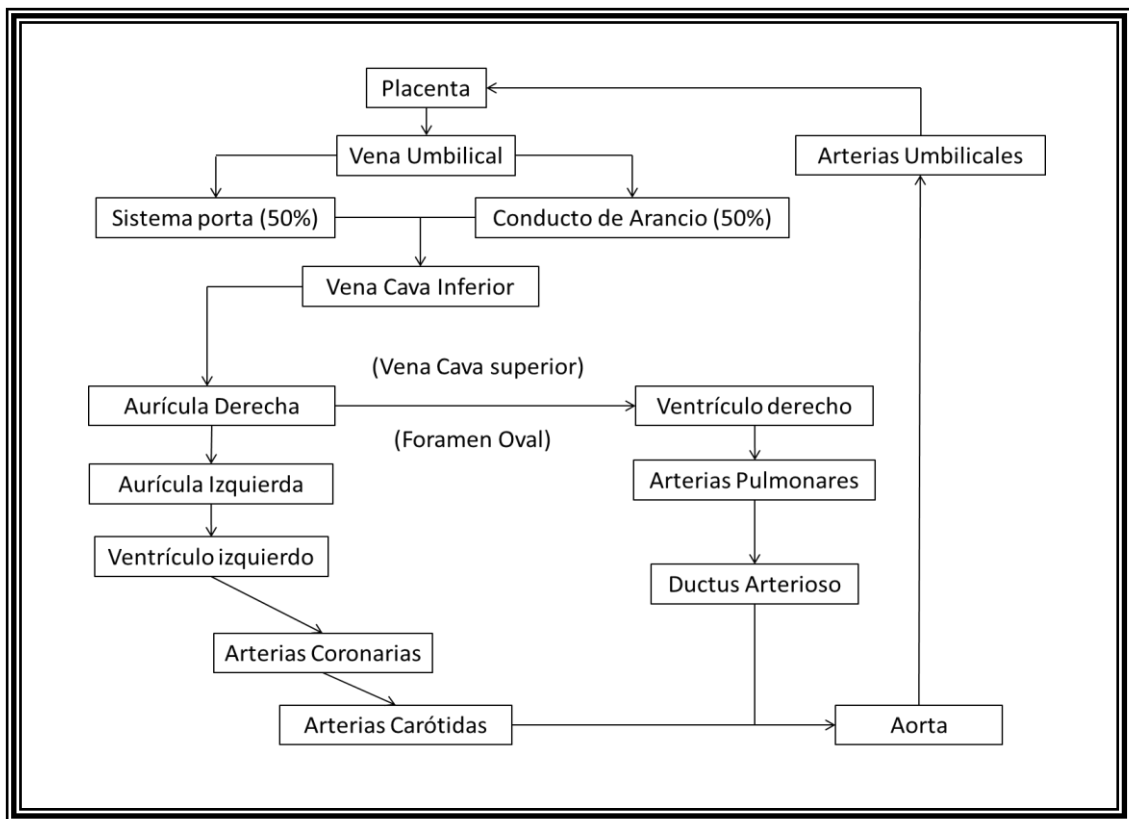 Placenta
Vena Umbilical
Arterias Umbilicales
Sistema porta (50%)
Conducto de Arancio (50%)
Vena Cava Inferior
(Vena Cava superior)
Aurícula Derecha
Ventrículo derecho
(Foramen Oval)
Aurícula Izquierda
Arterias Pulmonares
Ventrículo izquierdo
Ductus Arterioso
Arterias Coronarias
Arterias Carótidas
Aorta